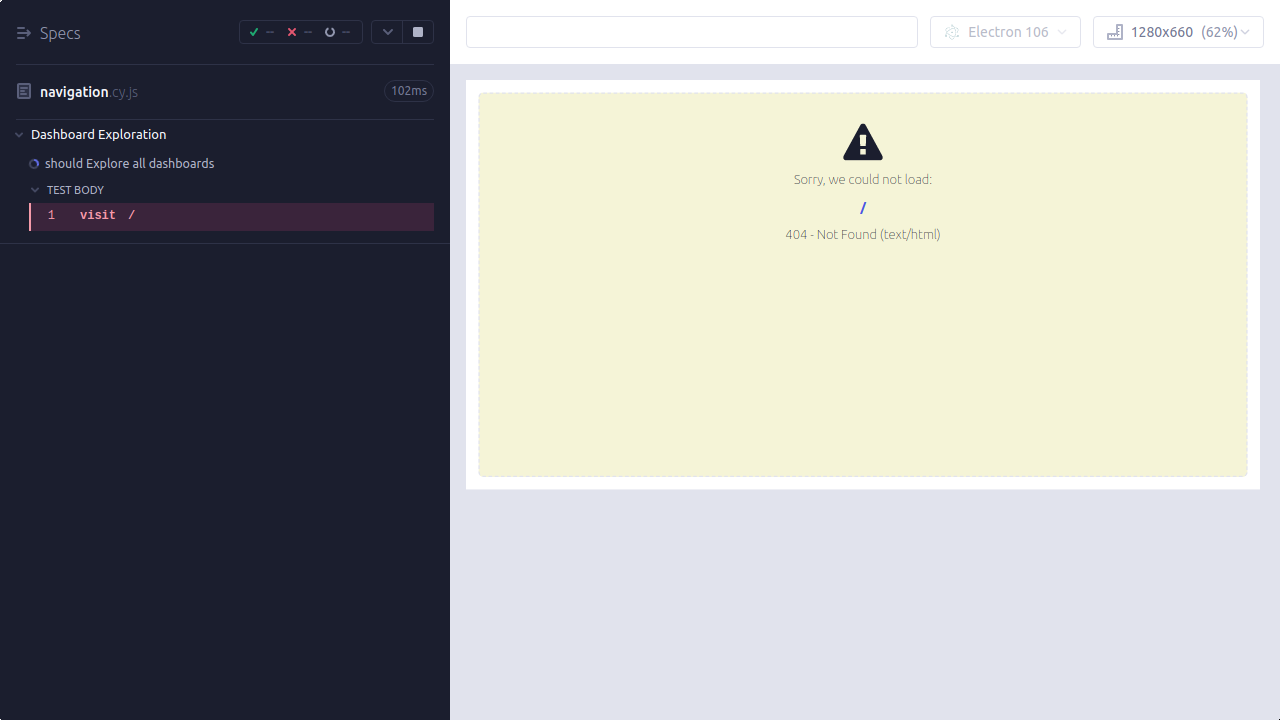 Specs
--
--
--
navigation.cy.js
102ms
Dashboard Exploration
should Explore all dashboards
TEST BODY
1 visit /
Electron 106
1280x660 (62%)
Sorry, we could not load:
/
404 - Not Found (text/html)